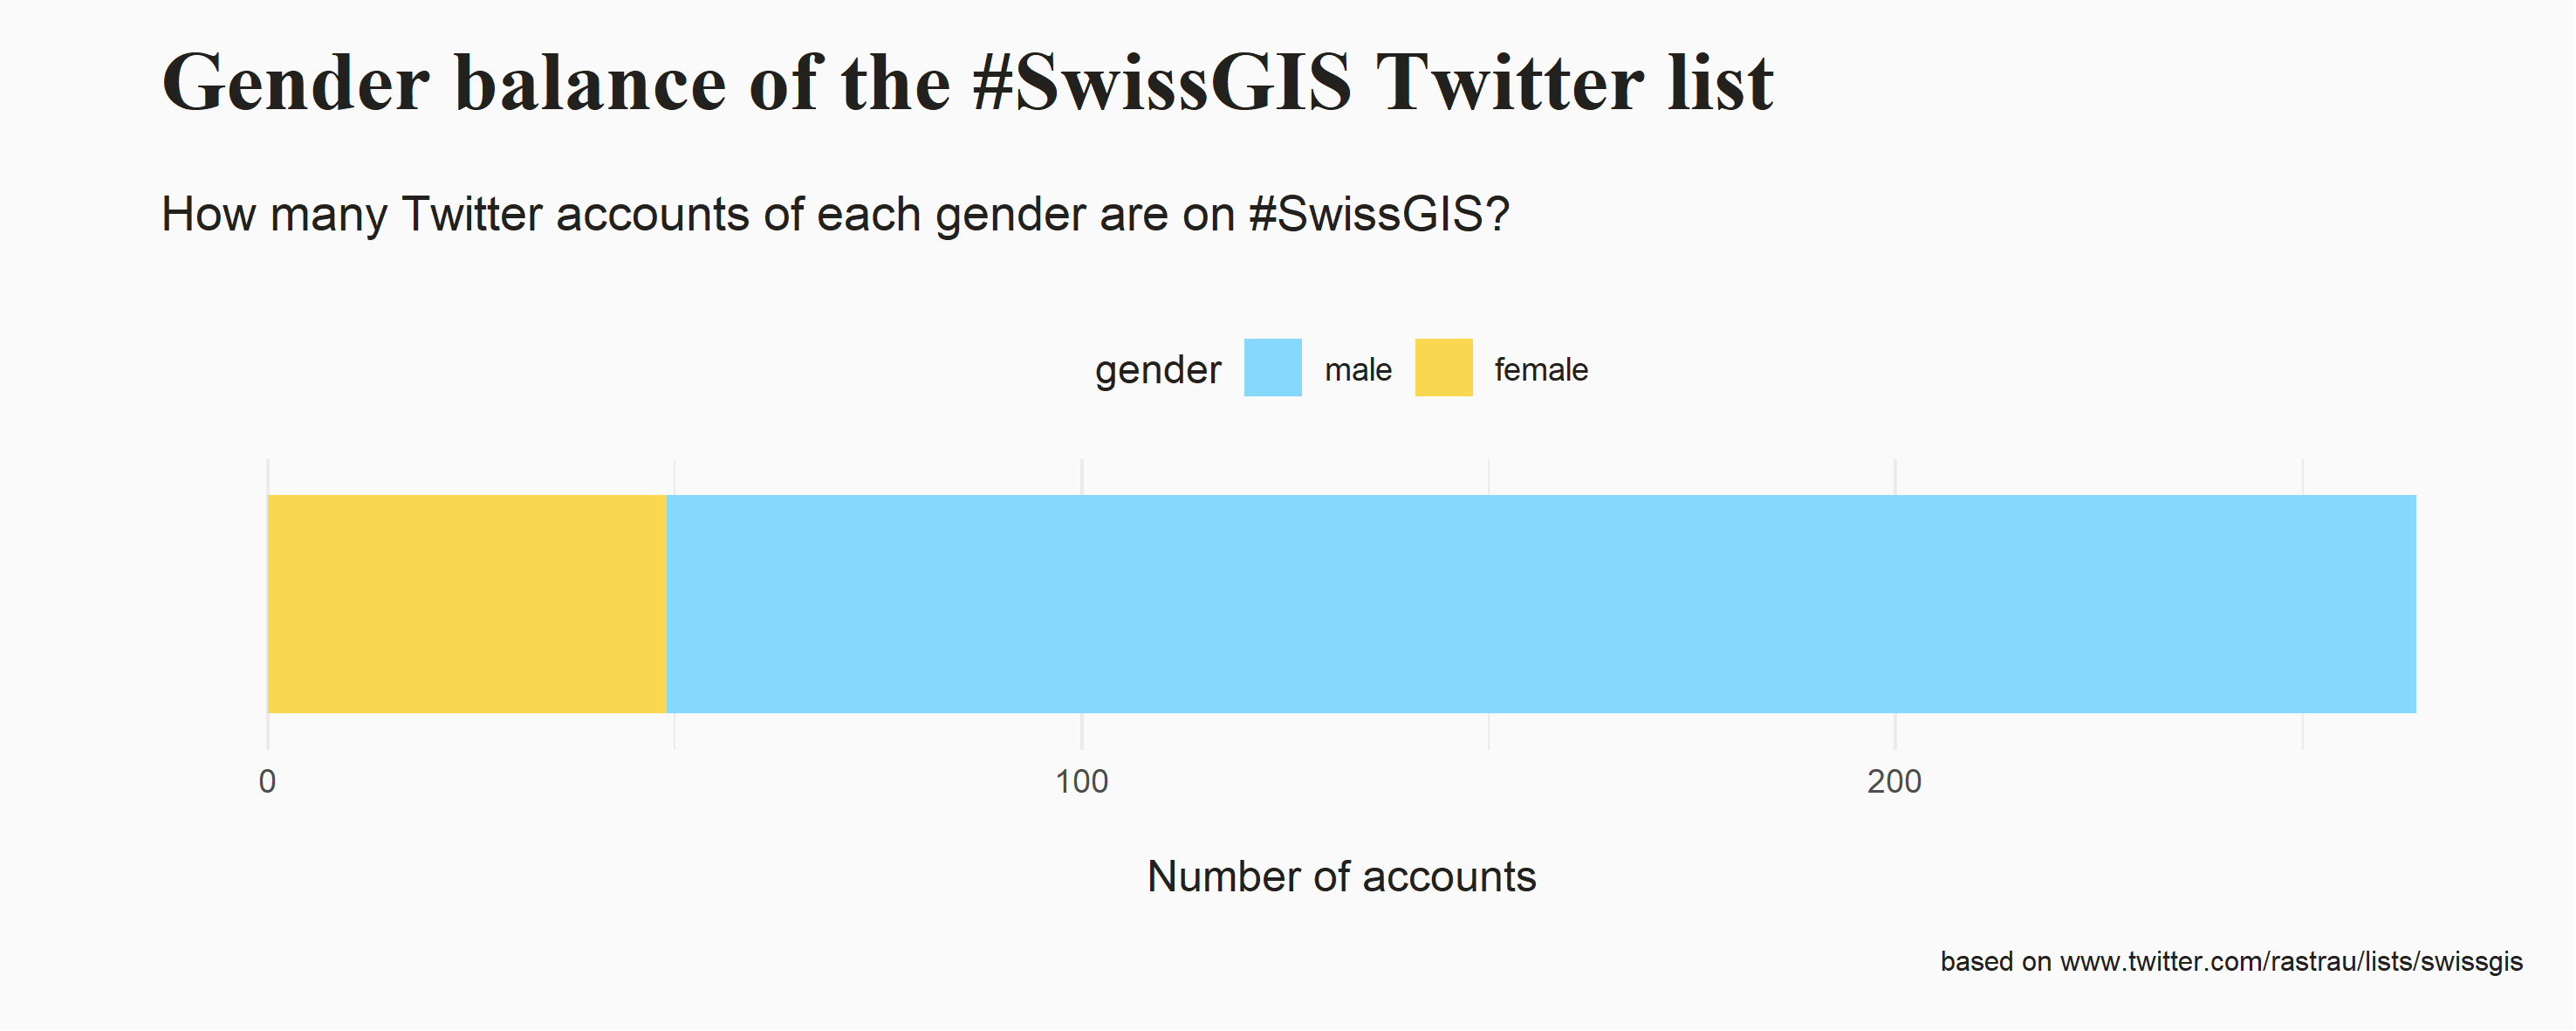 Gender balance of the #SwissGIS Twitter list
How many Twitter accounts of each gender are on #SwissGIS?
gender male female
0 100 200
Number of accounts
based on www.twitter.com/rastrau/lists/swissgis